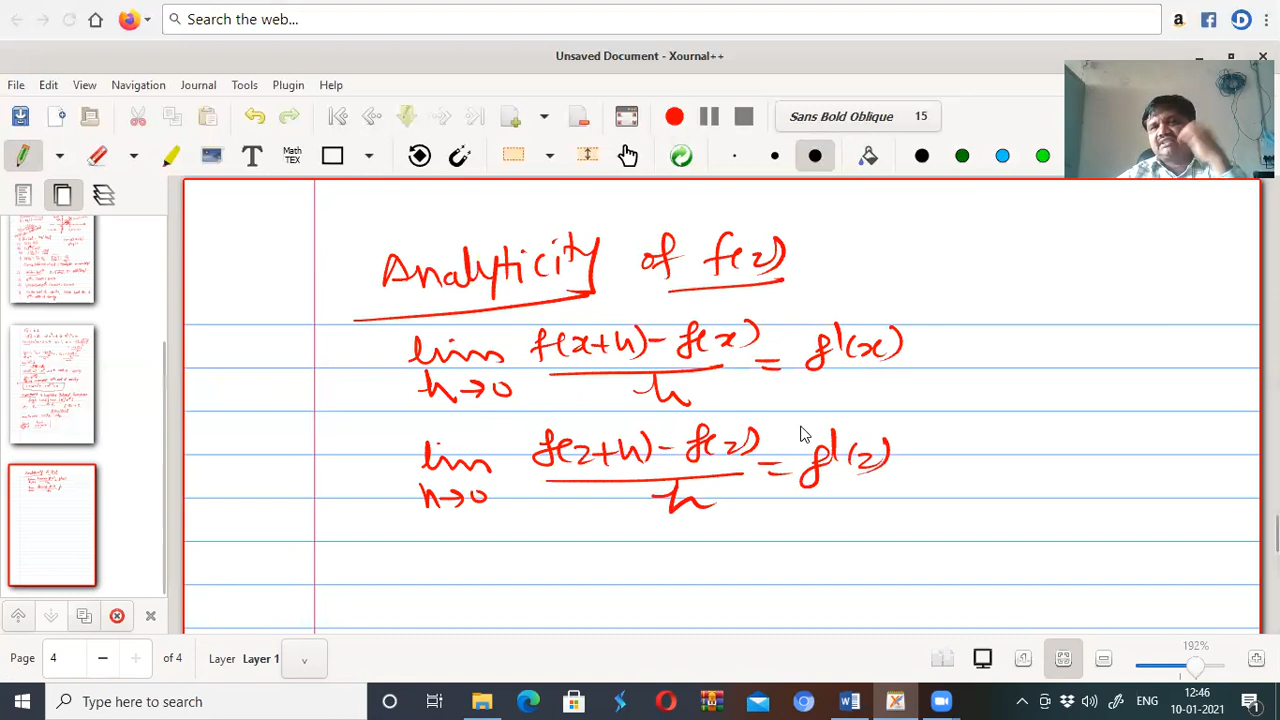 Search the web...
Unsaved Document - Xournal++
File Edit View Navigation Journal Tools Plugin Help
Sans Bold Oblique 15
T Math TEX
Analyticity of f(z)
lim h→0 f(x+h) - f(x) / h = f'(x)
lim h→0 f(z+h) - f(z) / h = f'(z)
Page 4 of 4 Layer Layer 1 192%
Type here to search
ENG
12:46
10-01-2021